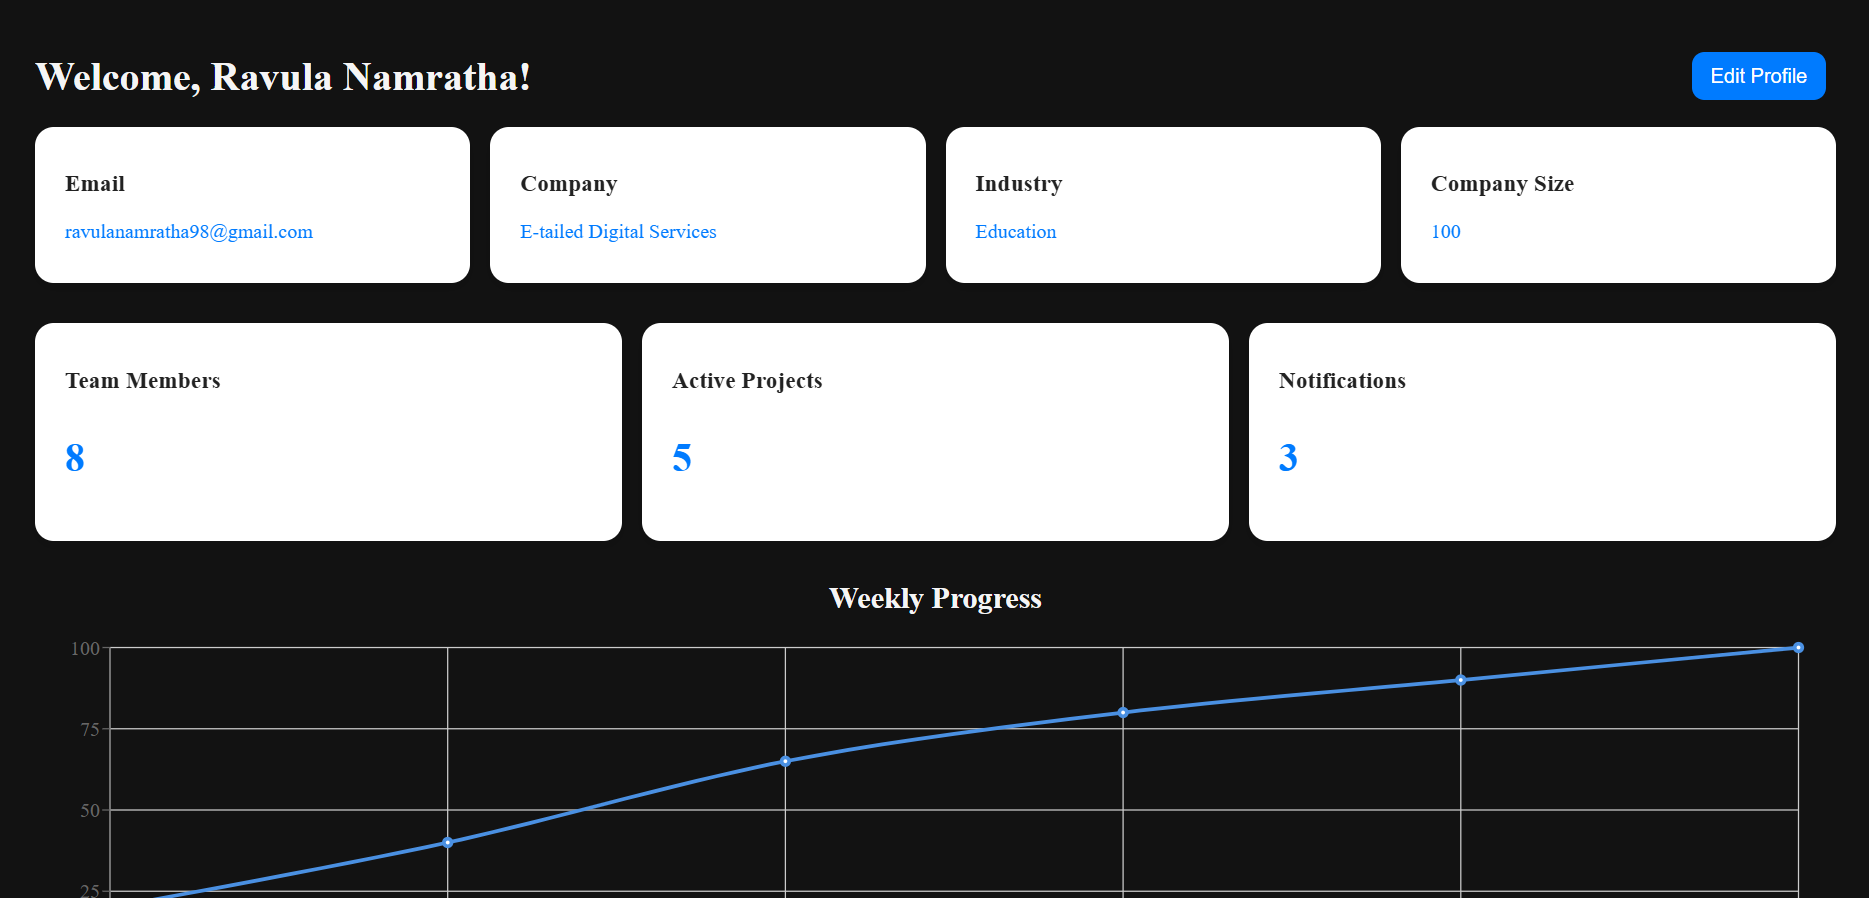 Welcome, Ravula Namratha!
Edit Profile
Email
ravulanamratha98@gmail.com
Company
E-tailed Digital Services
Industry
Education
Company Size
100
Team Members
8
Active Projects
5
Notifications
3
Weekly Progress
100
75
50
25